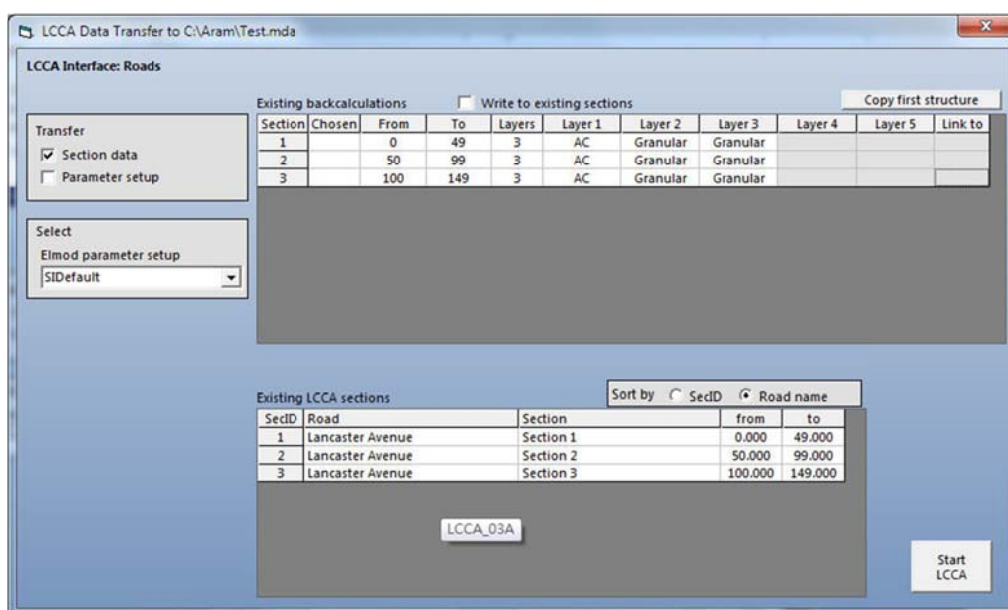 LCCA Data Transfer to C:\Aram\Test.mda
LCCA Interface: Roads
Existing backcalculations Write to existing sections Copy first structure
Transfer
Section data
Parameter setup
Section Chosen From To Layers Layer 1 Layer 2 Layer 3 Layer 4 Layer 5 Link to
1 0 49 3 AC Granular Granular
2 50 99 3 AC Granular Granular
3 100 149 3 AC Granular Granular
Select
Elmod parameter setup
SIDefault
Existing LCCA sections Sort by SecID Road name
SecID Road Section from to
1 Lancaster Avenue Section 1 0.000 49.000
2 Lancaster Avenue Section 2 50.000 99.000
3 Lancaster Avenue Section 3 100.000 149.000
LCCA_03A
Start
LCCA